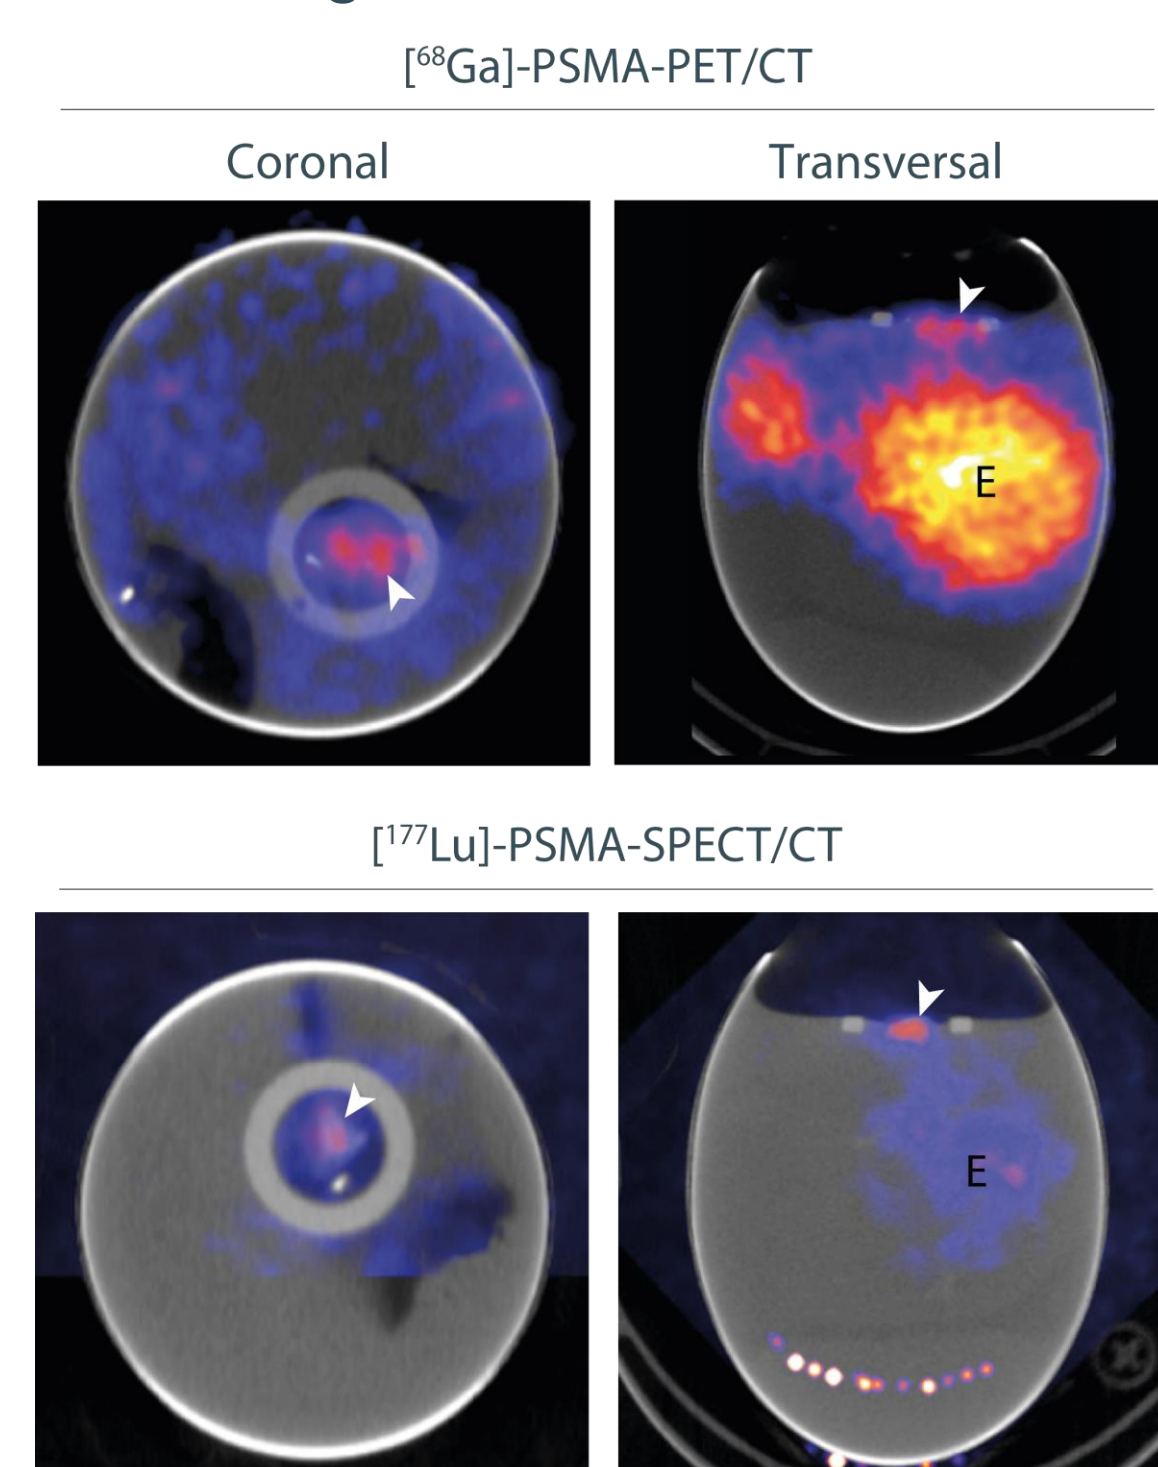 [⁶⁸Ga]-PSMA-PET/CT
Coronal Transversal
E
[¹⁷⁷Lu]-PSMA-SPECT/CT
E